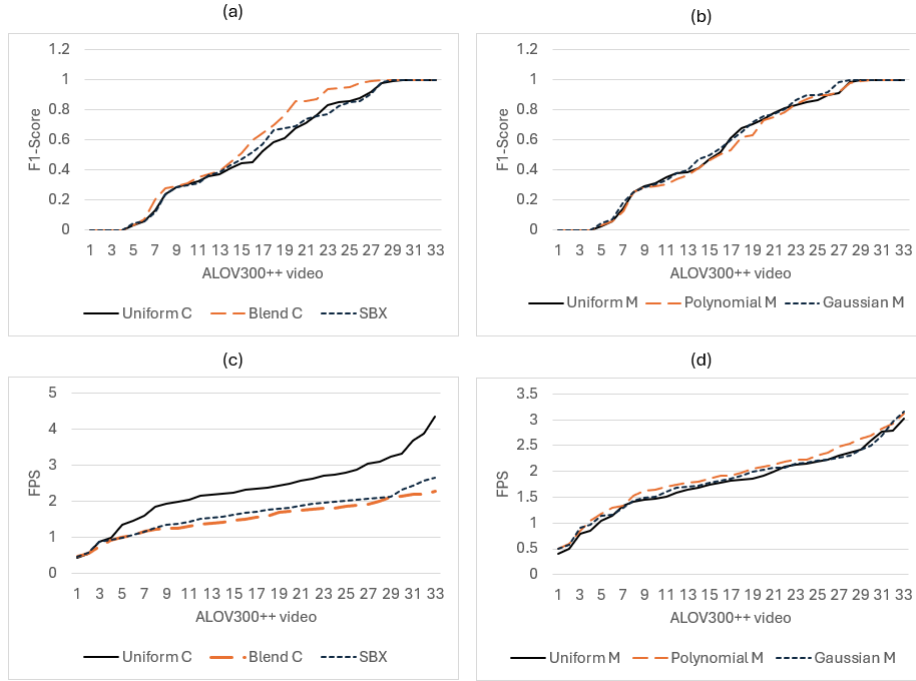 (a)
1.2
1
0.8
0.6
0.4
0.2
0
F1-Score
1 3 5 7 9 11 13 15 17 19 21 23 25 27 29 31 33
ALOV300++ video
Uniform C Blend C SBX
(b)
1.2
1
0.8
0.6
0.4
0.2
0
F1-Score
1 3 5 7 9 11 13 15 17 19 21 23 25 27 29 31 33
ALOV300++ video
Uniform M Polynomial M Gaussian M
(c)
5
4
3
2
1
0
FPS
1 3 5 7 9 11 13 15 17 19 21 23 25 27 29 31 33
ALOV300++ video
Uniform C Blend C SBX
(d)
3.5
3
2.5
2
1.5
1
0.5
0
FPS
1 3 5 7 9 11 13 15 17 19 21 23 25 27 29 31 33
ALOV300++ video
Uniform M Polynomial M Gaussian M